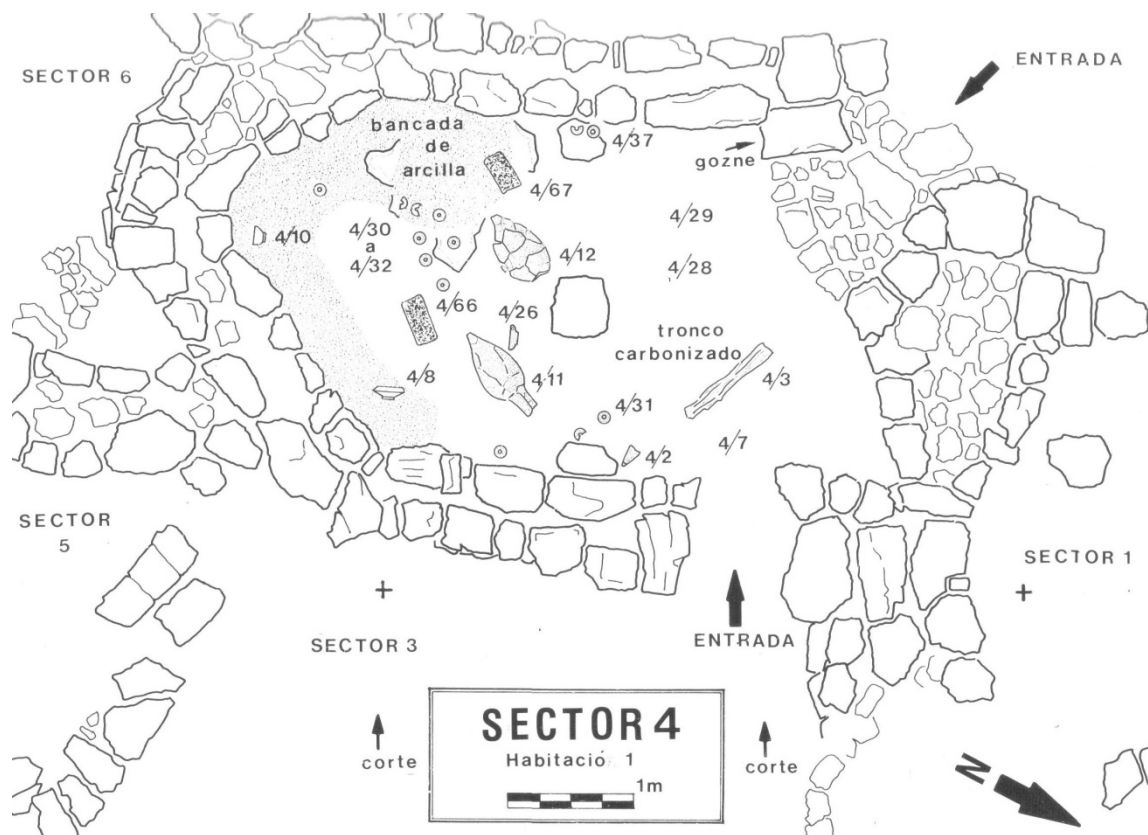 SECTOR 6
ENTRADA
bancada
de
arcilla
4/37
gozne
4/67
4/10
4/30
a
4/32
4/29
4/12
4/28
4/66
4/26
tronco
carbonizado
4/8
4/11
4/3
4/31
4/2
4/7
SECTOR
5
SECTOR 1
SECTOR 3
ENTRADA
SECTOR 4
Habitació 1
1m
corte
corte
N